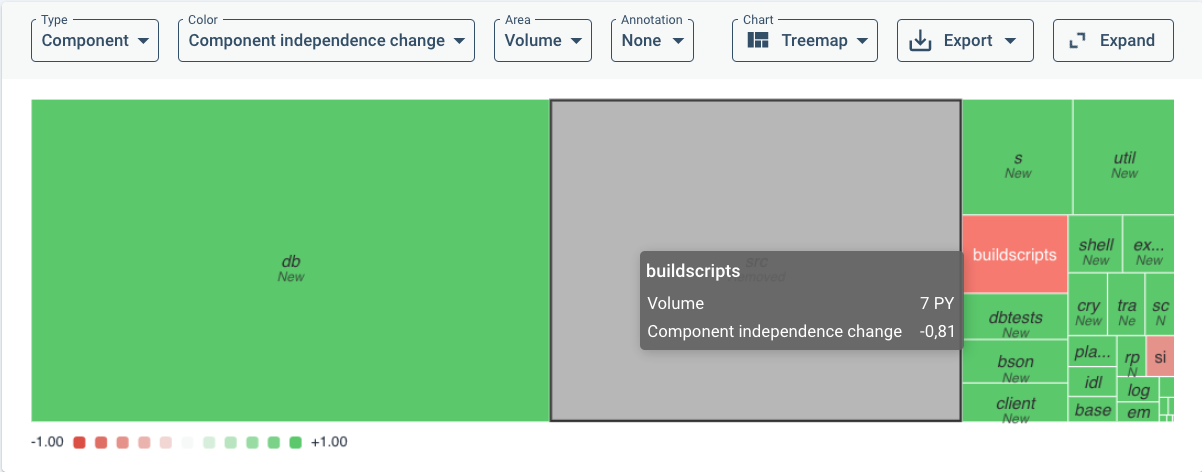 Type
Color
Area
Annotation
Chart
Component
Component independence change
Volume
None
Treemap
Export
Expand
db
New
src
Removed
s
New
util
New
buildscripts
shell
New
ex...
New
dbtests
New
cry
New
tra
Ne
sc
N
bson
New
pla...
rp
N
si
idl
log
client
New
base
em
buildscripts
Volume 7 PY
Component independence change -0,81
-1.00 +1.00